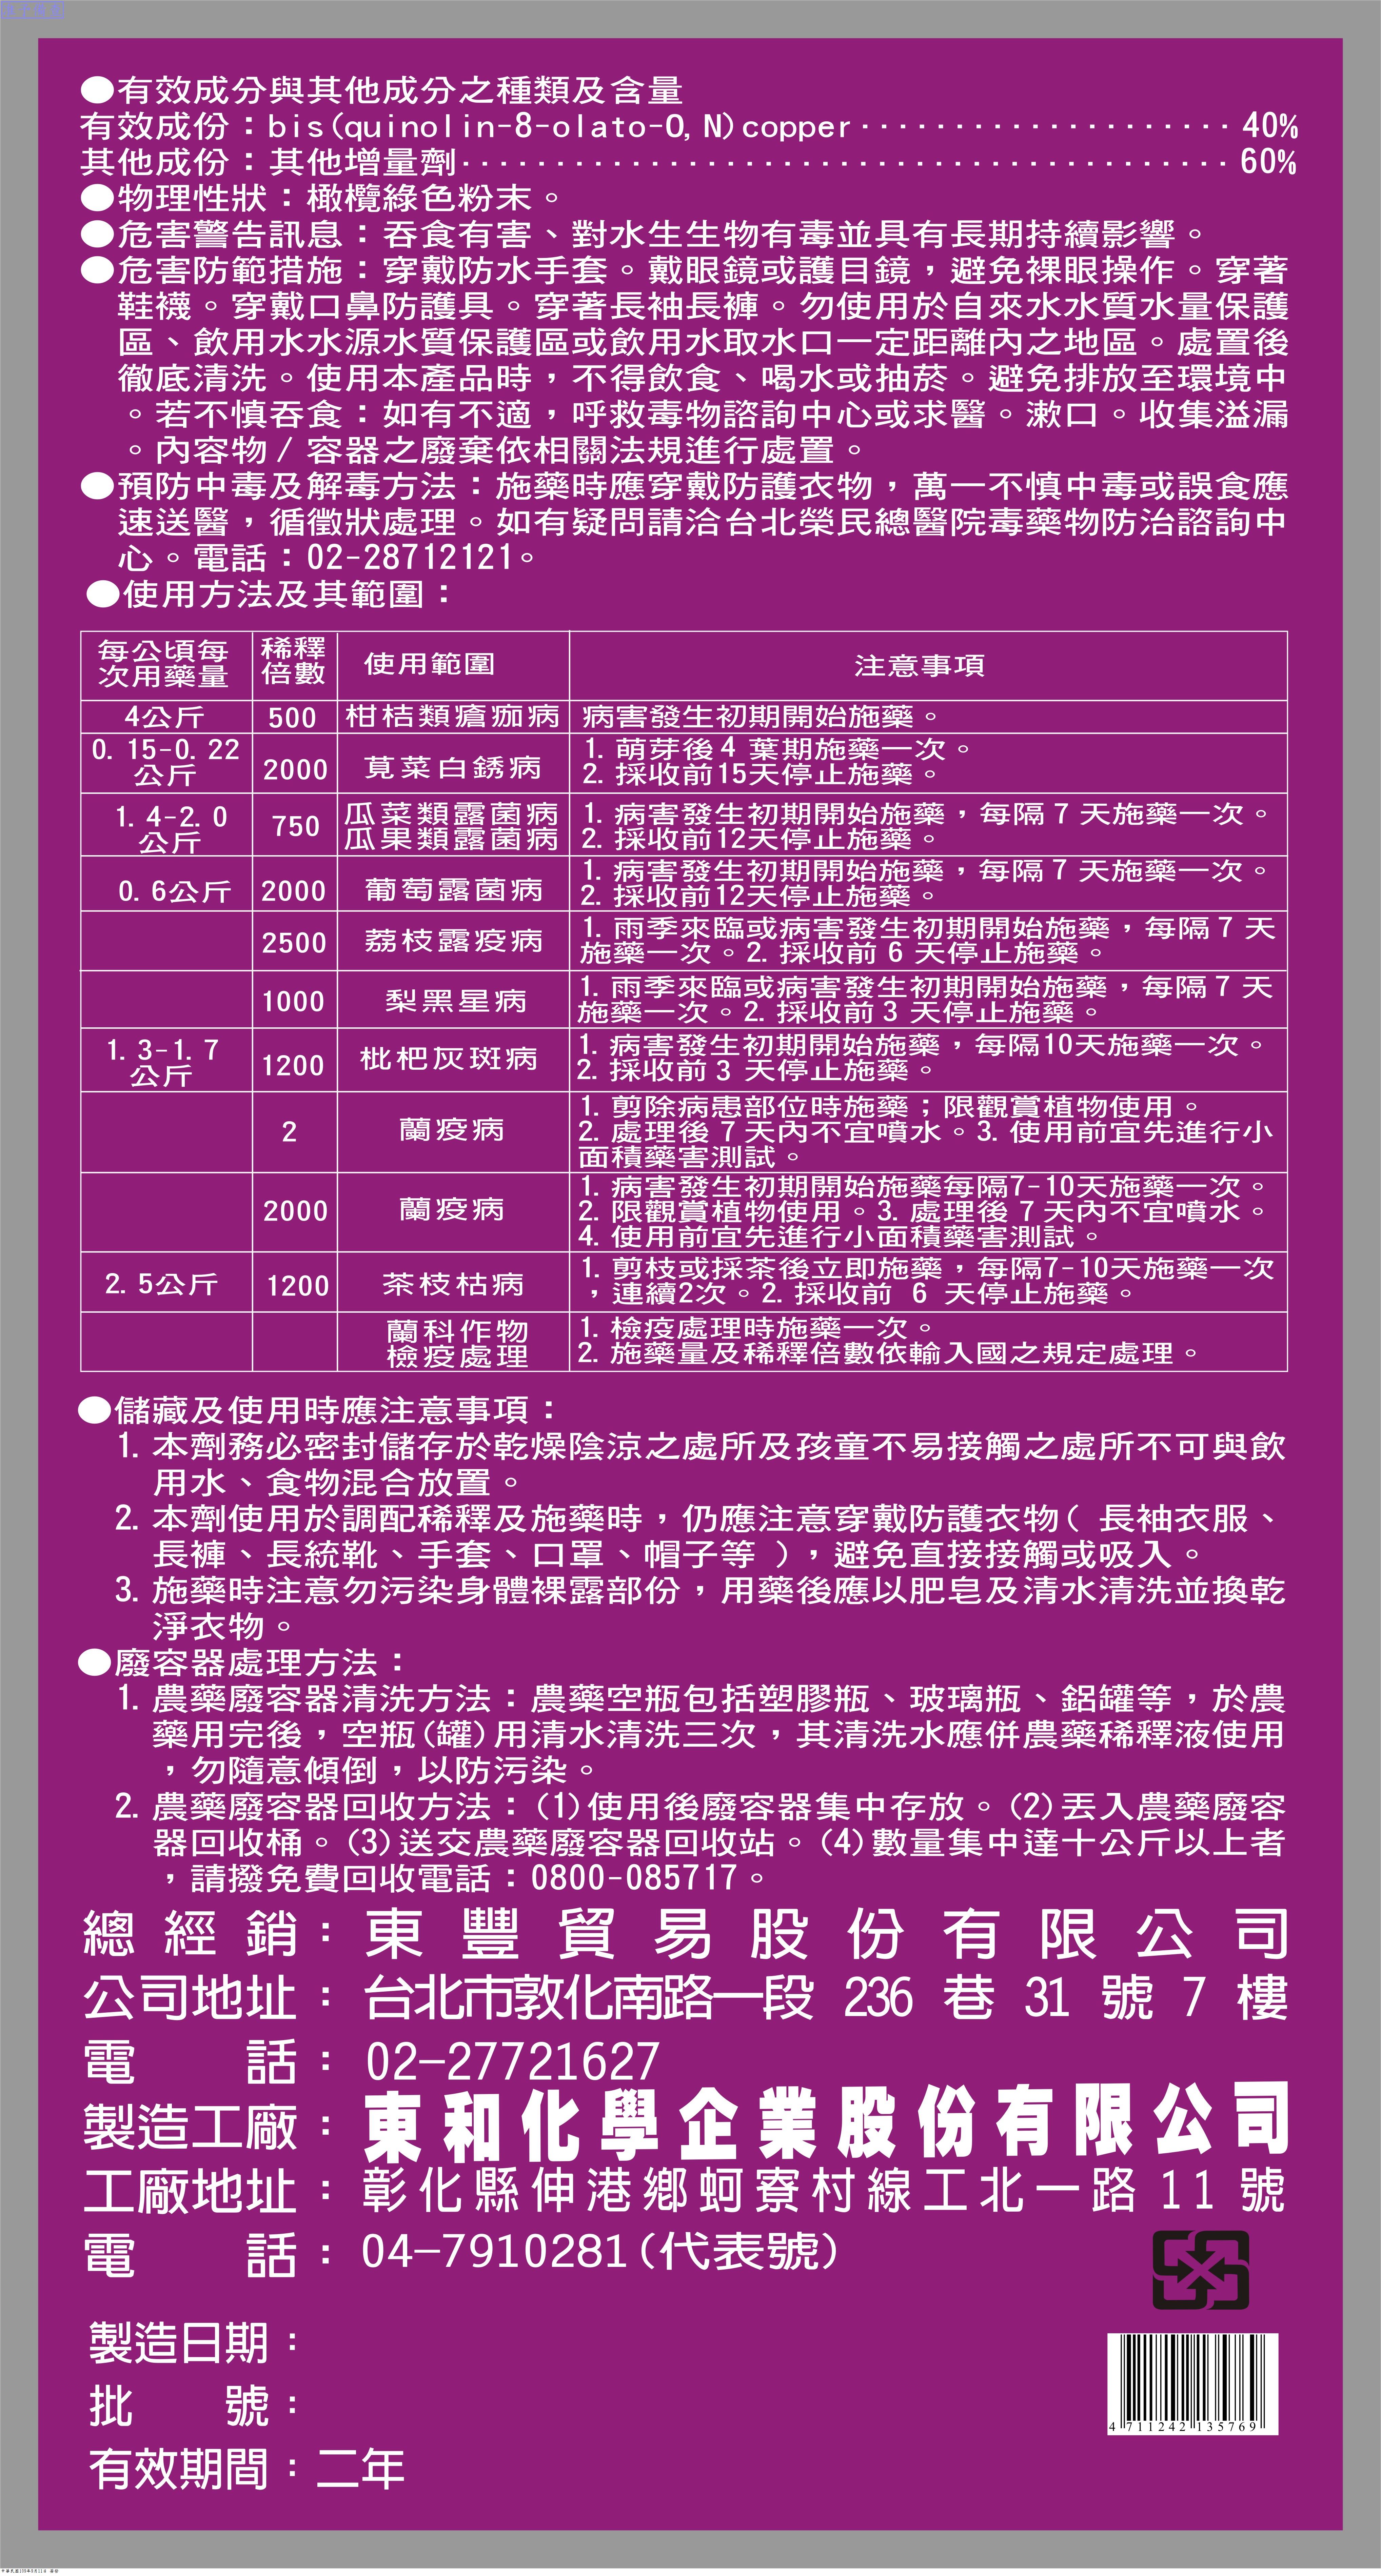 ●有效成分與其他成分之種類及含量
有效成份：bis(quinolin-8-olato-O,N)copper···················· 40%
其他成份：其他增量劑········································· 60%
●物理性狀：橄欖綠色粉末。
●危害警告訊息：吞食有害、對水生生物有毒並具有長期持續影響。
●危害防範措施：穿戴防水手套。戴眼鏡或護目鏡，避免裸眼操作。穿著
鞋襪。穿戴口鼻防護具。穿著長袖長褲。勿使用於自來水水質水量保護
區、飲用水水源水質保護區或飲用水取水口一定距離內之地區。處置後
徹底清洗。使用本產品時，不得飲食、喝水或抽菸。避免排放至環境中
。若不慎吞食：如有不適，呼救毒物諮詢中心或求醫。漱口。收集溢漏
。內容物/容器之廢棄依相關法規進行處置。
●預防中毒及解毒方法：施藥時應穿戴防護衣物，萬一不慎中毒或誤食應
速送醫，循徵狀處理。如有疑問請洽台北榮民總醫院毒藥物防治諮詢中
心。電話：02-28712121。
●使用方法及其範圍：
每公頃每
次用藥量
稀釋
倍數
使用範圍
注意事項
4公斤 500 柑桔類瘡痂病 病害發生初期開始施藥。
0.15-0.22
公斤
2000 莧菜白銹病
1. 萌芽後4 葉期施藥一次。
2. 採收前15天停止施藥。
1.4-2.0
公斤
750
瓜菜類露菌病
瓜果類露菌病
1. 病害發生初期開始施藥，每隔7 天施藥一次。
2. 採收前12天停止施藥。
0.6公斤 2000 葡萄露菌病
1. 病害發生初期開始施藥，每隔7 天施藥一次。
2. 採收前12天停止施藥。
2500 荔枝露疫病
1. 雨季來臨或病害發生初期開始施藥，每隔7 天
施藥一次。2. 採收前 6 天停止施藥。
1000 梨黑星病
1. 雨季來臨或病害發生初期開始施藥，每隔7 天
施藥一次。2. 採收前3 天停止施藥。
1.3-1.7
公斤
1200 枇杷灰斑病
1. 病害發生初期開始施藥，每隔10天施藥一次。
2. 採收前3 天停止施藥。
2 蘭疫病
1. 剪除病患部位時施藥；限觀賞植物使用。
2. 處理後 7 天內不宜噴水。3. 使用前宜先進行小
面積藥害測試。
2000 蘭疫病
1. 病害發生初期開始施藥每隔7-10天施藥一次。
2. 限觀賞植物使用。3. 處理後 7 天內不宜噴水。
4. 使用前宜先進行小面積藥害測試。
2.5公斤 1200 茶枝枯病
1. 剪枝或採茶後立即施藥，每隔7-10天施藥一次
，連續2次。2. 採收前 6 天停止施藥。
蘭科作物
檢疫處理
1. 檢疫處理時施藥一次。
2. 施藥量及稀釋倍數依輸入國之規定處理。
●儲藏及使用時應注意事項：
1. 本劑務必密封儲存於乾燥陰涼之處所及孩童不易接觸之處所不可與飲
用水、食物混合放置。
2. 本劑使用於調配稀釋及施藥時，仍應注意穿戴防護衣物( 長袖衣服、
長褲、長統靴、手套、口罩、帽子等 )，避免直接接觸或吸入。
3. 施藥時注意勿污染身體裸露部份，用藥後應以肥皂及清水清洗並換乾
淨衣物。
●廢容器處理方法：
1. 農藥廢容器清洗方法：農藥空瓶包括塑膠瓶、玻璃瓶、鋁罐等，於農
藥用完後，空瓶(罐)用清水清洗三次，其清洗水應併農藥稀釋液使用
，勿隨意傾倒，以防污染。
2. 農藥廢容器回收方法：(1)使用後廢容器集中存放。(2)丟入農藥廢容
器回收桶。(3)送交農藥廢容器回收站。(4)數量集中達十公斤以上者
，請撥免費回收電話：0800-085717。
總經銷：東豐貿易股份有限公司
公司地址：台北市敦化南路一段 236 巷 31 號 7 樓
電話：02-27721627
製造工廠：東和化學企業股份有限公司
工廠地址：彰化縣伸港鄉蚵寮村線工北一路 11 號
電話：04-7910281(代表號)
製造日期：
批號：
有效期間：二年
4 711242 135769